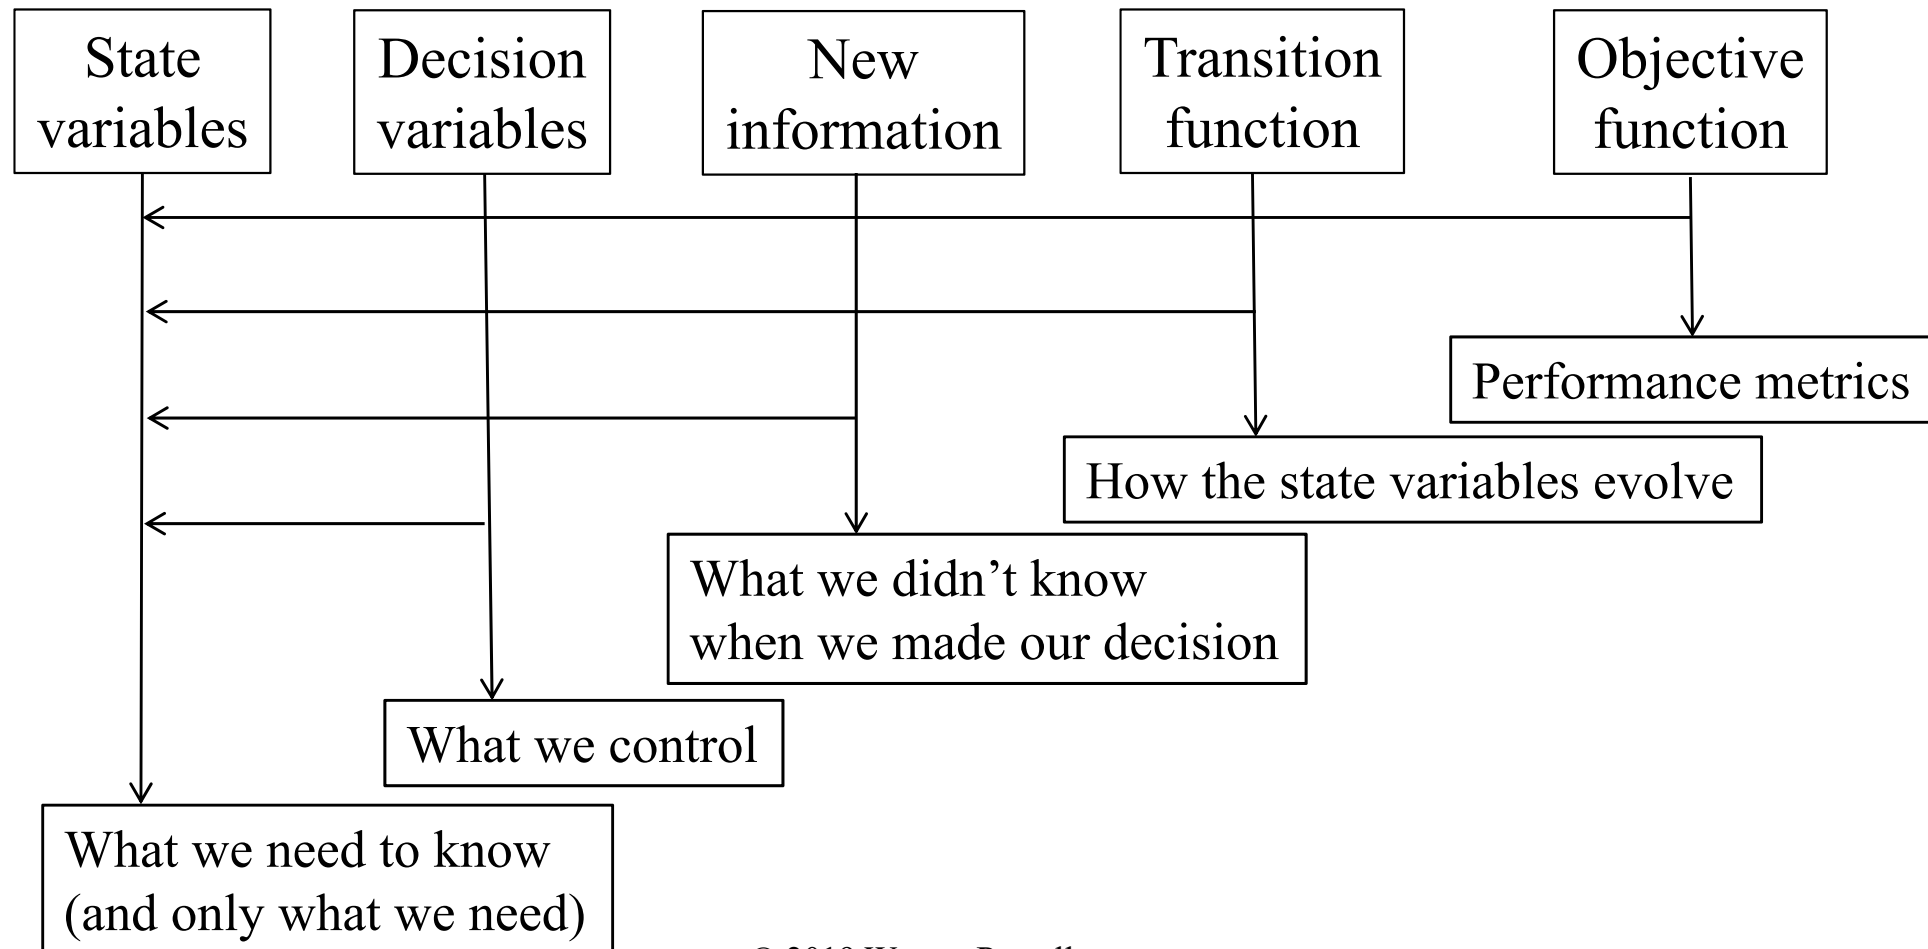 State
variables
Decision
variables
New
information
Transition
function
Objective
function
Performance metrics
How the state variables evolve
What we didn’t know
when we made our decision
What we control
What we need to know
(and only what we need)